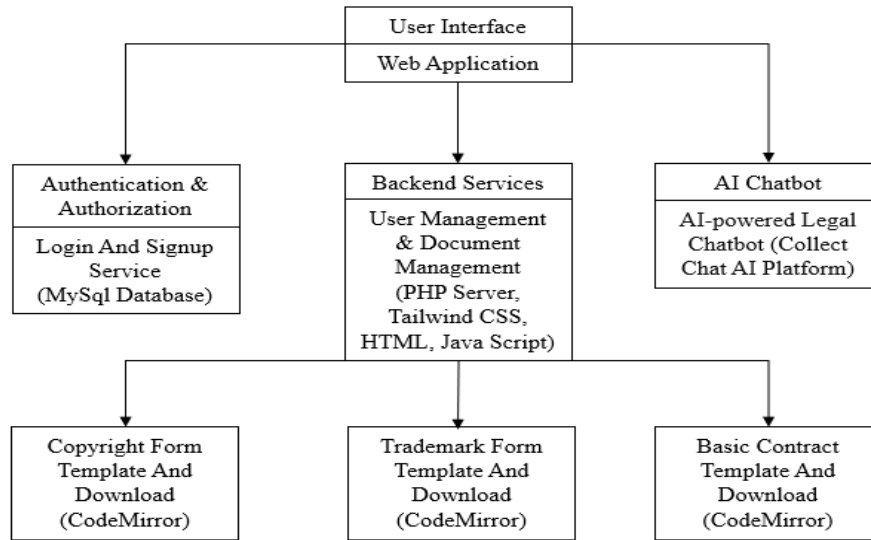 User Interface
Web Application
Authentication &
Authorization
Login And Signup
Service
(MySql Database)
Backend Services
User Management
& Document
Management
(PHP Server,
Tailwind CSS,
HTML, Java Script)
AI Chatbot
AI-powered Legal
Chatbot (Collect
Chat AI Platform)
Copyright Form
Template And
Download
(CodeMirror)
Trademark Form
Template And
Download
(CodeMirror)
Basic Contract
Template And
Download
(CodeMirror)